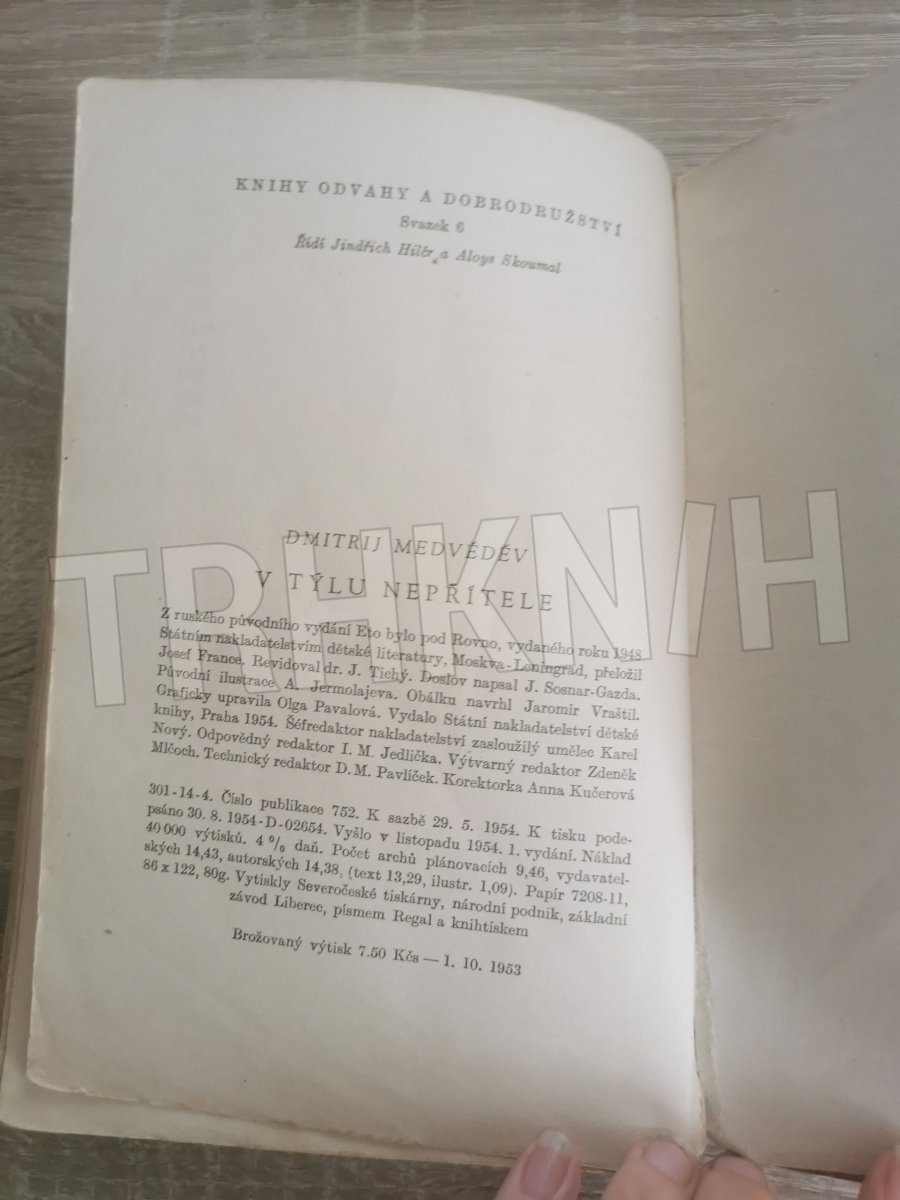 KNIHY ODVAHY A DOBRODRUŽSTVÍ
Svazek 6
Řídí Jindřich Hilčr a Aloys Skoumal
DMITRIJ MEDVĚDĚV
V TÝLU NEPŘÍTELE
Z ruského původního vydání Eto bylo pod Rovno, vydaného roku 1948
Státním nakladatelstvím dětské literatury, Moskva-Leningrad, přeložil
Josef France. Revidoval dr. J. Tichý. Doslov napsal J. Sosnar-Gazda.
Původní ilustrace A. Jermolajeva. Obálku navrhl Jaromír Vraštil.
Graficky upravila Olga Pavalová. Vydalo Státní nakladatelství dětské
knihy, Praha 1954. Šéfredaktor nakladatelství zasloužilý umělec Karel
Nový. Odpovědný redaktor I. M. Jedlička. Výtvarný redaktor Zdeněk
Mlčoch. Technický redaktor D. M. Pavlíček. Korektorka Anna Kučerová
301-14-4. Číslo publikace 752. K sazbě 29. 5. 1954. K tisku pode-
psáno 30. 8. 1954-D-02654. Vyšlo v listopadu 1954. 1. vydání. Náklad
40 000 výtisků. 4 % daň. Počet archů plánovacích 9,46, vydavatel-
ských 14,43, autorských 14,38, (text 13,29, ilustr. 1,09). Papír 7208-11,
86 x 122, 80g. Vytiskly Severočeské tiskárny, národní podnik, základní
závod Liberec, písmem Regal a knihtiskem
Brožovaný výtisk 7.50 Kčs — 1. 10. 1953
TRHKNIH